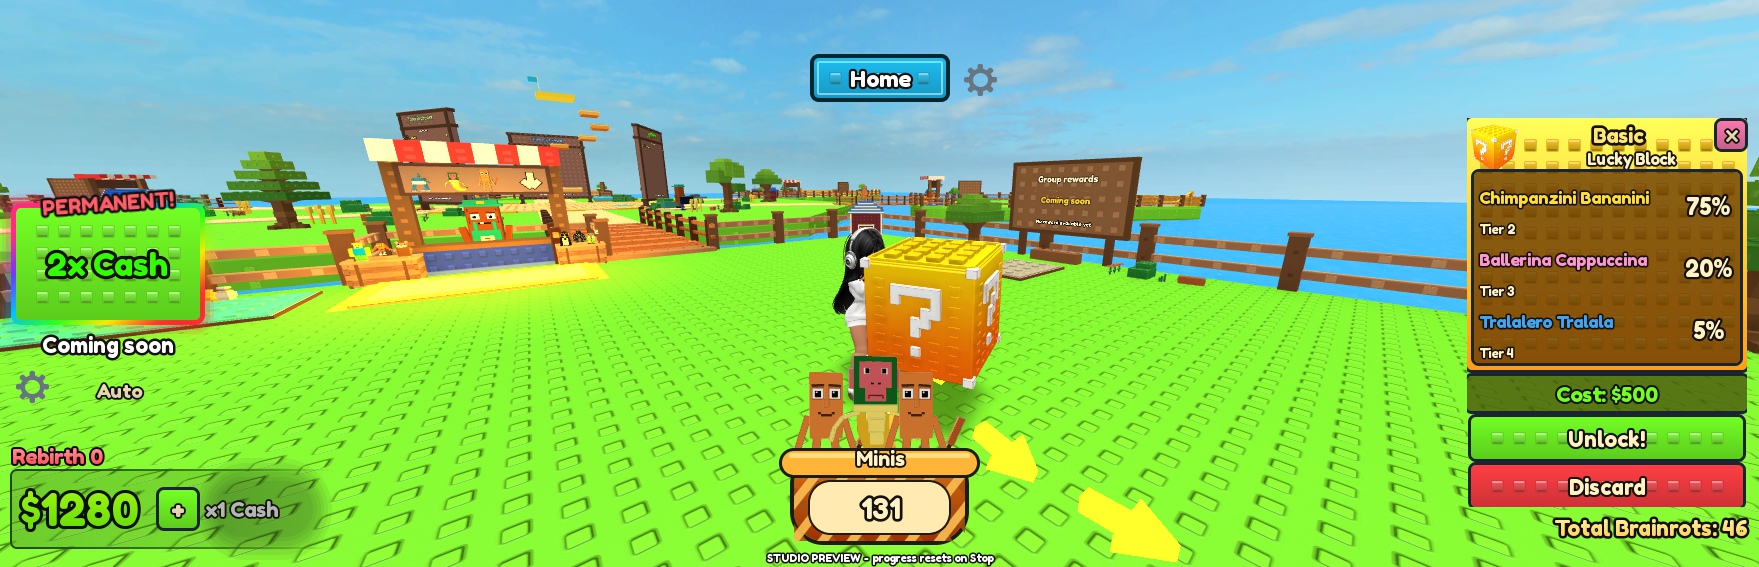 Home
Basic
Lucky Block
Chimpanzini Bananini
75%
Tier 2
Ballerina Cappuccina
20%
Tier 3
Tralalero Tralala
5%
Tier 4
Cost: $500
Unlock!
Discard
Total Brainrots: 46
Group rewards
Coming soon
PERMANENT!
2x Cash
Coming soon
Auto
Rebirth 0
$1280
+
x1 Cash
Minis
131
STUDIO PREVIEW - progress resets on Stop